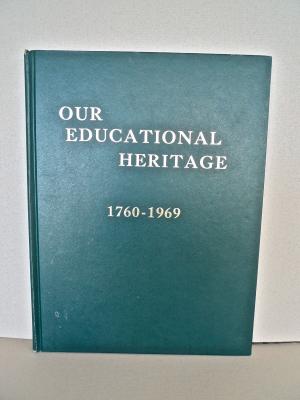 OUR
EDUCATIONAL
HERITAGE
1760-1969